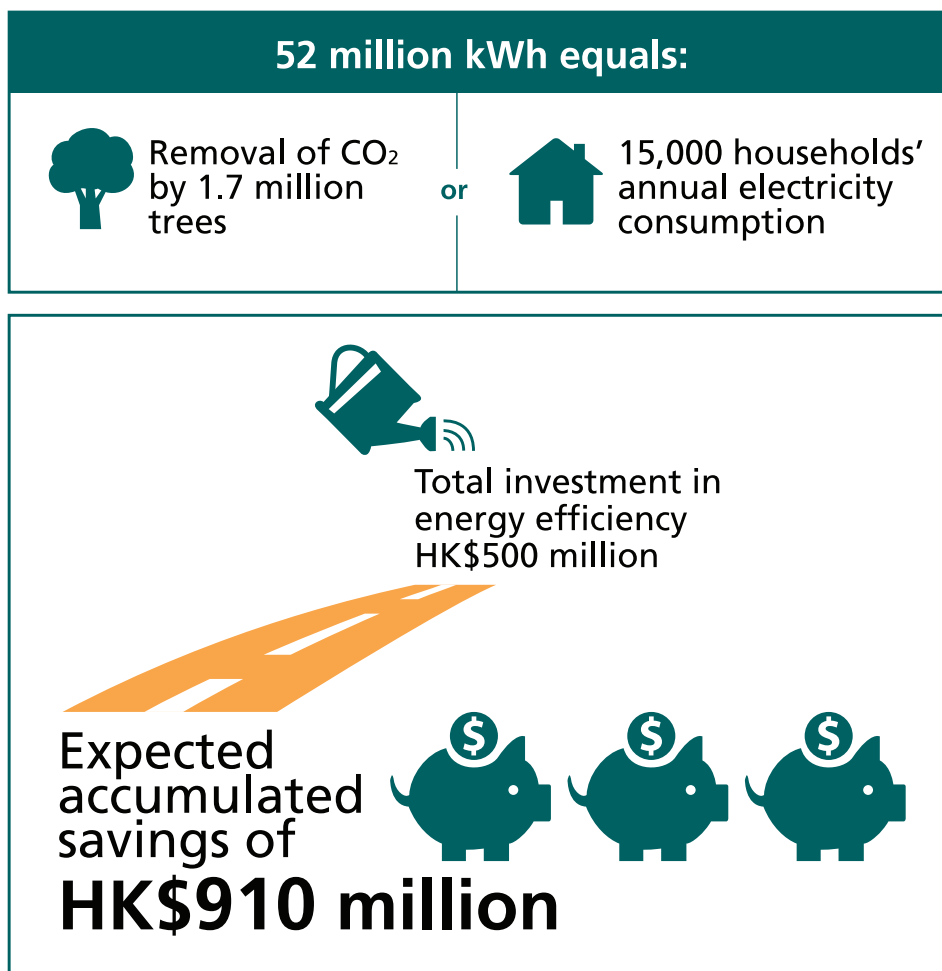 52 million kWh equals:
Removal of CO₂
by 1.7 million
trees
or
15,000 households’
annual electricity
consumption
Total investment in
energy efficiency
HK$500 million
Expected
accumulated
savings of
HK$910 million
$ $ $